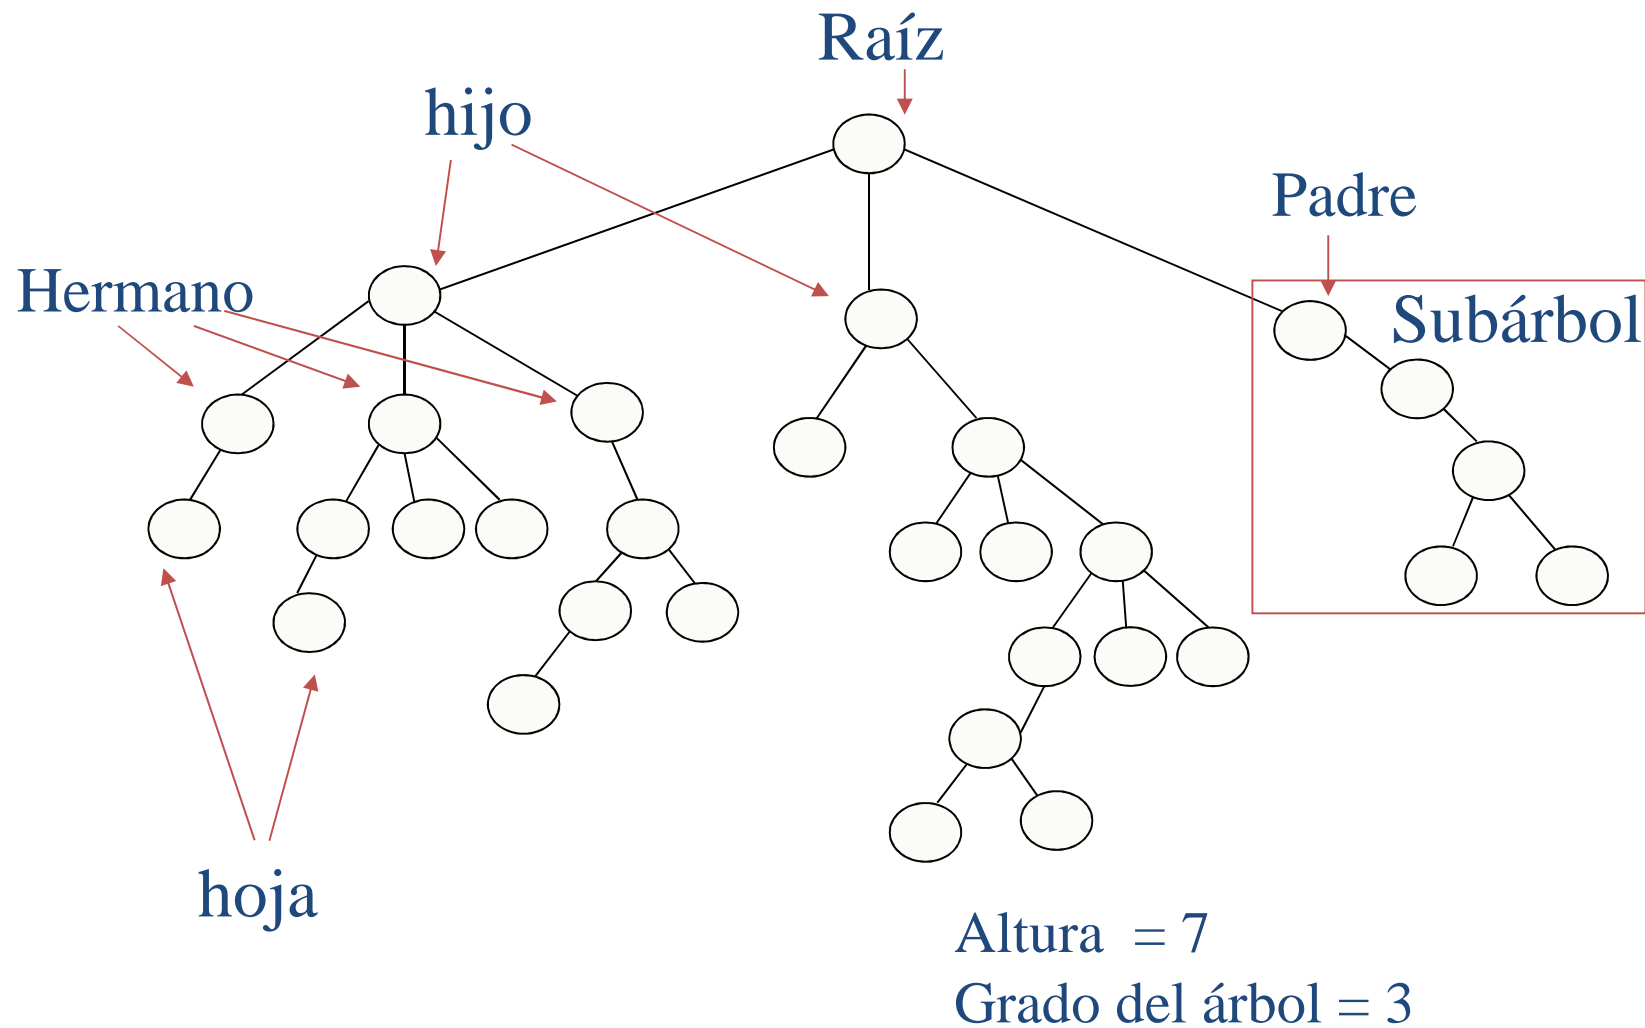 Raíz
hijo
Padre
Hermano
Subárbol
hoja
Altura = 7
Grado del árbol = 3